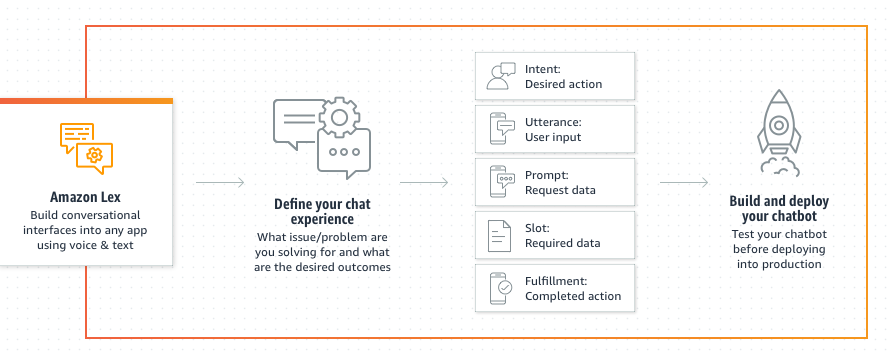 Amazon Lex
Build conversational
interfaces into any app
using voice & text
Define your chat
experience
What issue/problem are
you solving for and what
are the desired outcomes
Intent:
Desired action
Utterance:
User input
Prompt:
Request data
Slot:
Required data
Fulfillment:
Completed action
Build and deploy
your chatbot
Test your chatbot
before deploying
into production